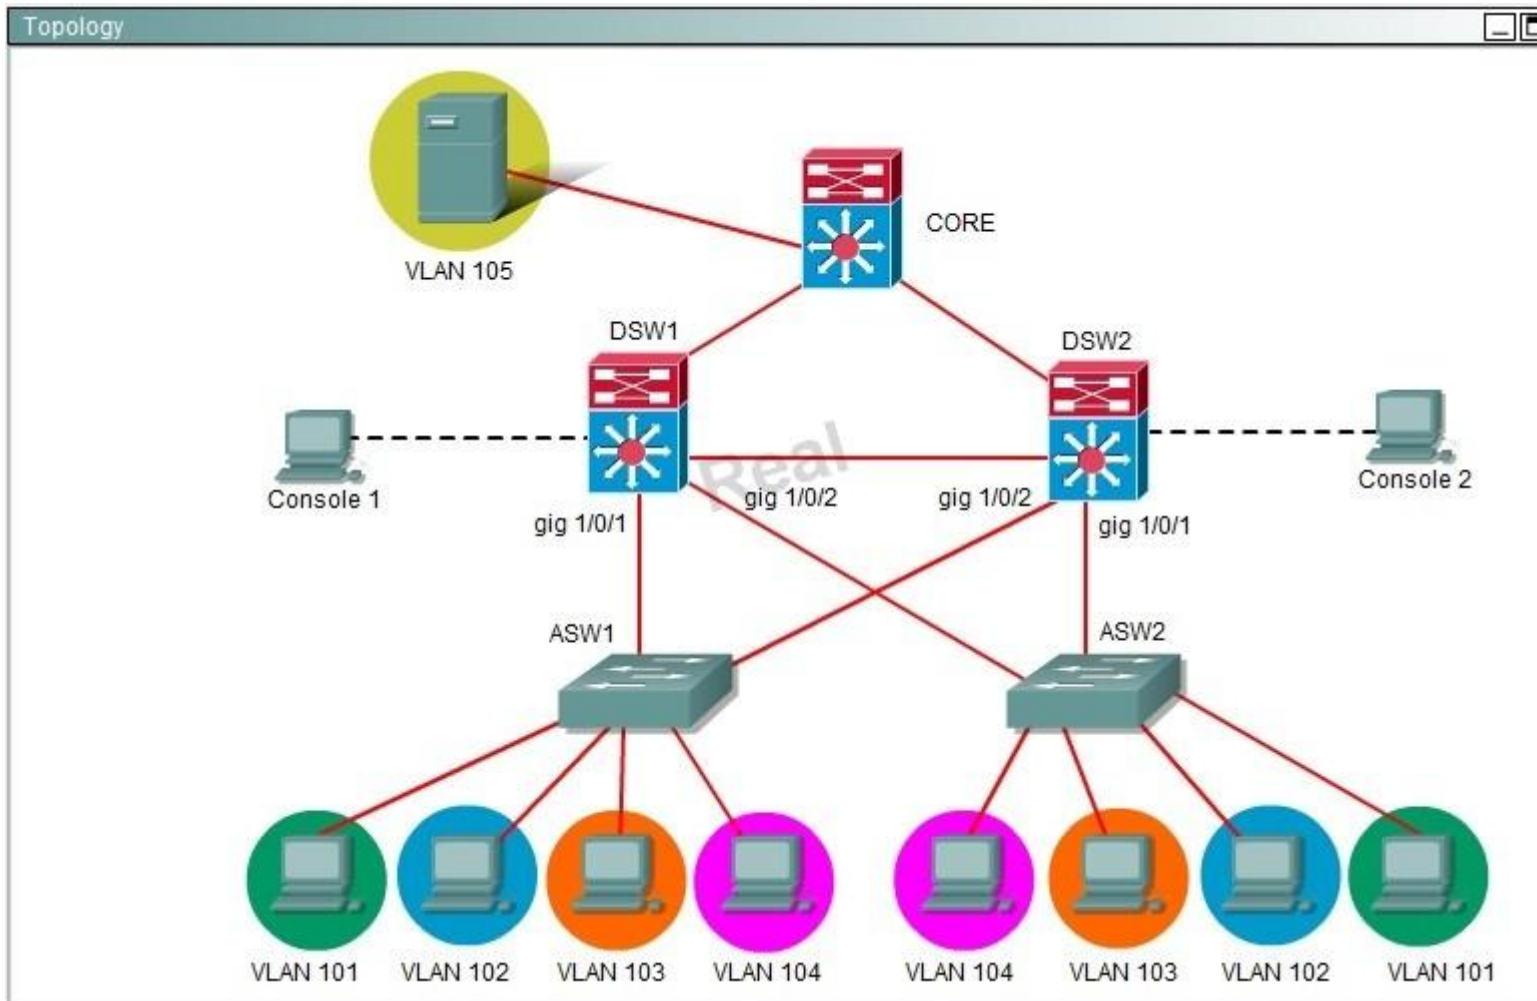 Topology
VLAN 105
CORE
DSW1
DSW2
Console 1
Real
Console 2
gig 1/0/1
gig 1/0/2
gig 1/0/2
gig 1/0/1
ASW1
ASW2
VLAN 101
VLAN 102
VLAN 103
VLAN 104
VLAN 104
VLAN 103
VLAN 102
VLAN 101